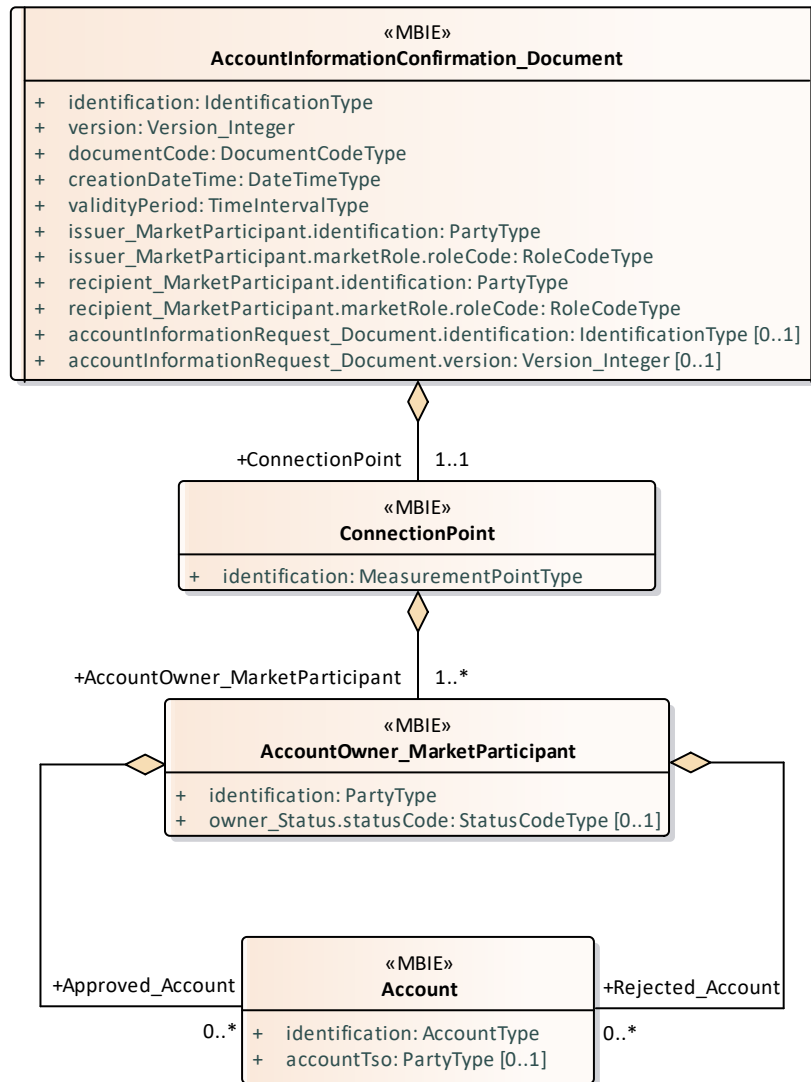 «MBIE»
AccountInformationConfirmation_Document
+ identification: IdentificationType
+ version: Version_Integer
+ documentCode: DocumentCodeType
+ creationDateTime: DateTimeType
+ validityPeriod: TimeIntervalType
+ issuer_MarketParticipant.identification: PartyType
+ issuer_MarketParticipant.marketRole.roleCode: RoleCodeType
+ recipient_MarketParticipant.identification: PartyType
+ recipient_MarketParticipant.marketRole.roleCode: RoleCodeType
+ accountInformationRequest_Document.identification: IdentificationType [0..1]
+ accountInformationRequest_Document.version: Version_Integer [0..1]
+ConnectionPoint 1..1
«MBIE»
ConnectionPoint
+ identification: MeasurementPointType
+AccountOwner_MarketParticipant 1..*
«MBIE»
AccountOwner_MarketParticipant
+ identification: PartyType
+ owner_Status.statusCode: StatusCodeType [0..1]
+Approved_Account
0..*
«MBIE»
Account
+ identification: AccountType
+ accountTso: PartyType [0..1]
+Rejected_Account
0..*